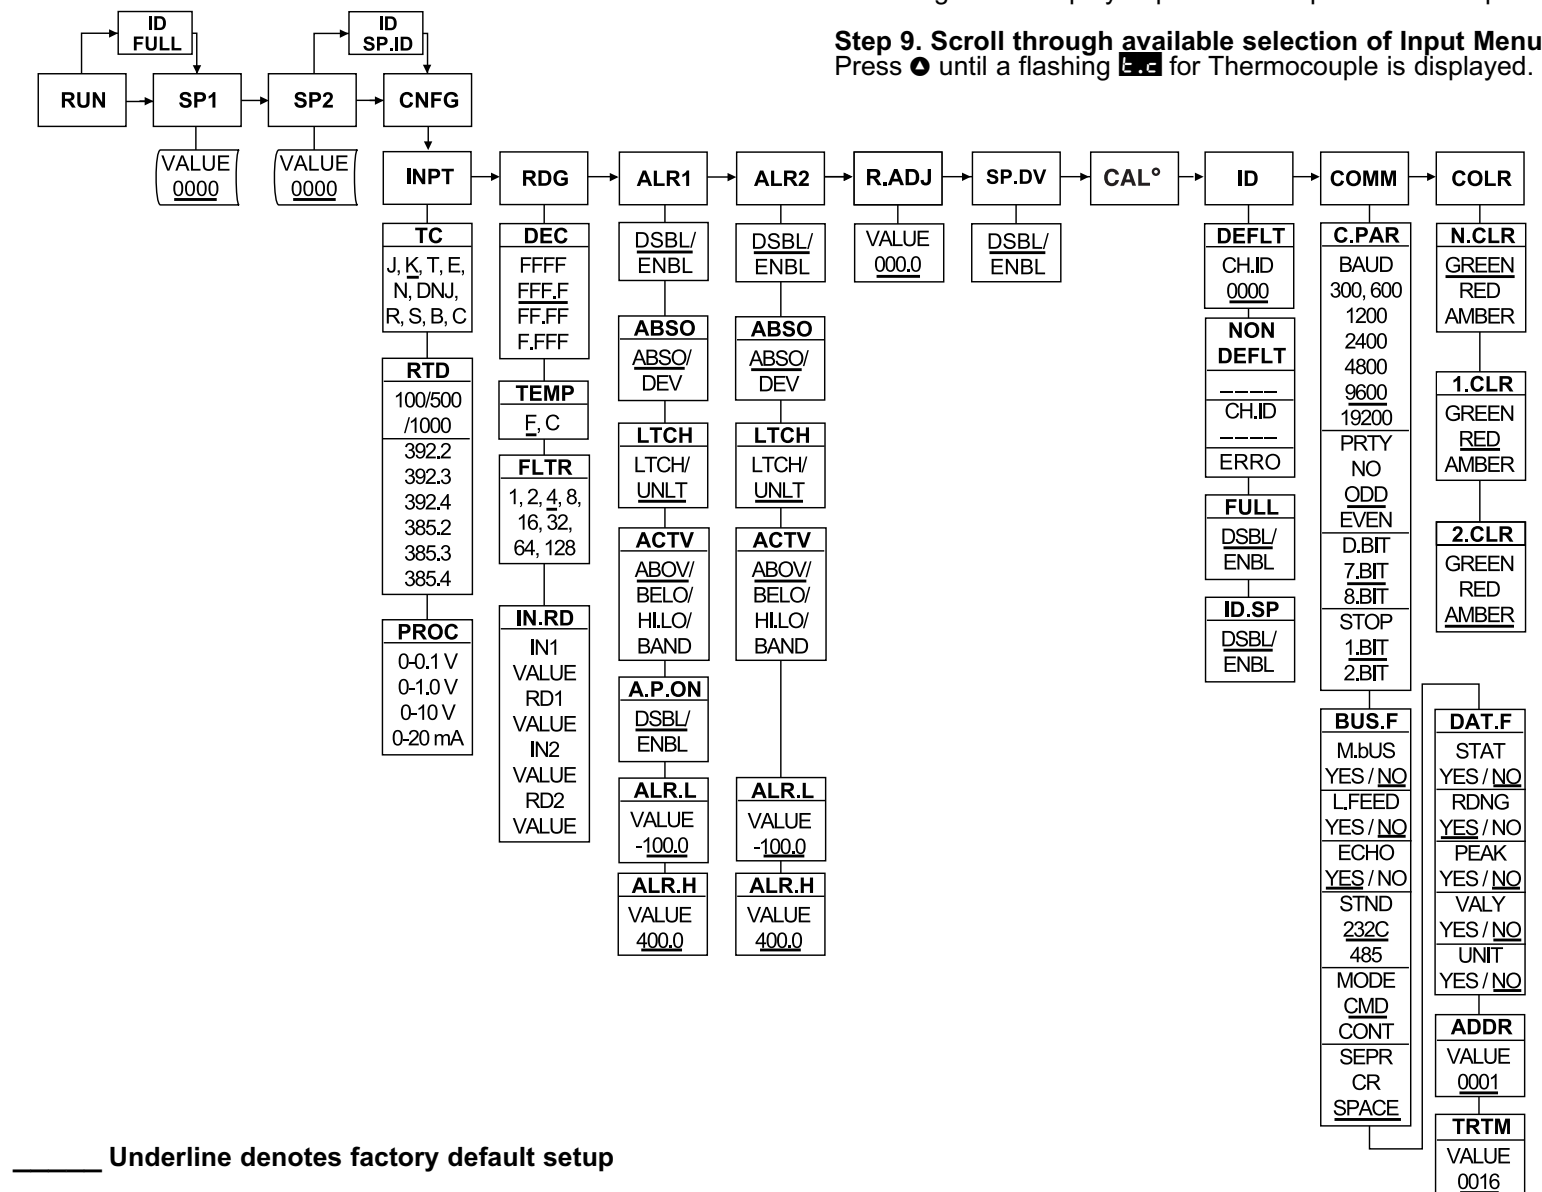 Step 9. Scroll through available selection of Input Menu
Press until a flashing t.c for Thermocouple is displayed.
ID
FULL
ID
SP.ID
RUN
SP1
SP2
CNFG
VALUE
0000
VALUE
0000
INPT
RDG
ALR1
ALR2
R.ADJ
SP.DV
CAL°
ID
COMM
COLR
TC
J, K, T, E,
N, DNJ,
R, S, B, C
RTD
100/500
/1000
392.2
392.3
392.4
385.2
385.3
385.4
PROC
0-0.1 V
0-1.0 V
0-10 V
0-20 mA
DEC
FFFF
FFF.F
FF.FF
F.FFF
TEMP
F, C
FLTR
1, 2, 4, 8,
16, 32,
64, 128
IN.RD
IN1
VALUE
RD1
VALUE
IN2
VALUE
RD2
VALUE
DSBL/
ENBL
ABSO
ABSO/
DEV
LTCH
LTCH/
UNLT
ACTV
ABOV/
BELO/
HI.LO/
BAND
A.P.ON
DSBL/
ENBL
ALR.L
VALUE
-100.0
ALR.H
VALUE
400.0
DSBL/
ENBL
ABSO
ABSO/
DEV
LTCH
LTCH/
UNLT
ACTV
ABOV/
BELO/
HI.LO/
BAND
ALR.L
VALUE
-100.0
ALR.H
VALUE
400.0
VALUE
000.0
DSBL/
ENBL
DEFLT
CH.ID
0000
NON
DEFLT
_ _ _ _
CH.ID
_ _ _ _
ERRO
FULL
DSBL/
ENBL
ID.SP
DSBL/
ENBL
C.PAR
BAUD
300, 600
1200
2400
4800
9600
19200
PRTY
NO
ODD
EVEN
D.BIT
7.BIT
8.BIT
STOP
1.BIT
2.BIT
BUS.F
M.bUS
YES / NO
L.FEED
YES / NO
ECHO
YES / NO
STND
232C
485
MODE
CMD
CONT
SEPR
CR
SPACE
N.CLR
GREEN
RED
AMBER
1.CLR
GREEN
RED
AMBER
2.CLR
GREEN
RED
AMBER
DAT.F
STAT
YES / NO
RDNG
YES / NO
PEAK
YES / NO
VALY
YES / NO
UNIT
YES / NO
ADDR
VALUE
0001
TRTM
VALUE
0016
______ Underline denotes factory default setup